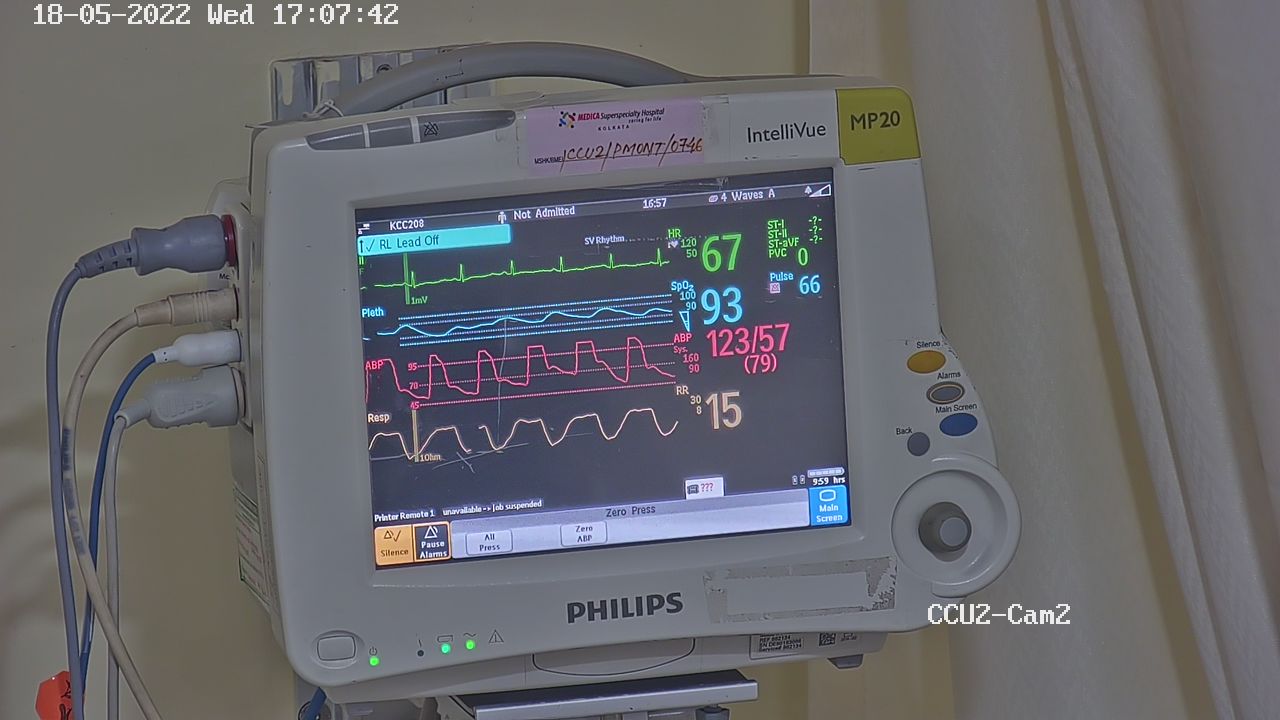 18-05-2022 Wed 17:07:42
MEDICA Superspecialty Hospital
caring for life
KOLKATA
CCU2/PMONT/0746
IntelliVue
MP20
KCC208
Not Admitted
16:57
4 Waves A
RL Lead Off
SV Rhythm
HR
120
50
67
ST-I -?-
ST-II -?-
ST-aVF -?-
PVC 0
II
1mV
Pleth
SpO2
100
90
93
Pulse
66
ABP
95
70
45
ABP
Sys.
160
90
123/57
(79)
Resp
10hm
RR
30
8
15
Silence
Alarms
Main Screen
Back
???
9:59 hrs
Printer Remote 1 unavailable -> job suspended
Zero Press
Silence
Pause
Alarms
All
Press
Zero
ABP
Main
Screen
PHILIPS
CCU2-Cam2